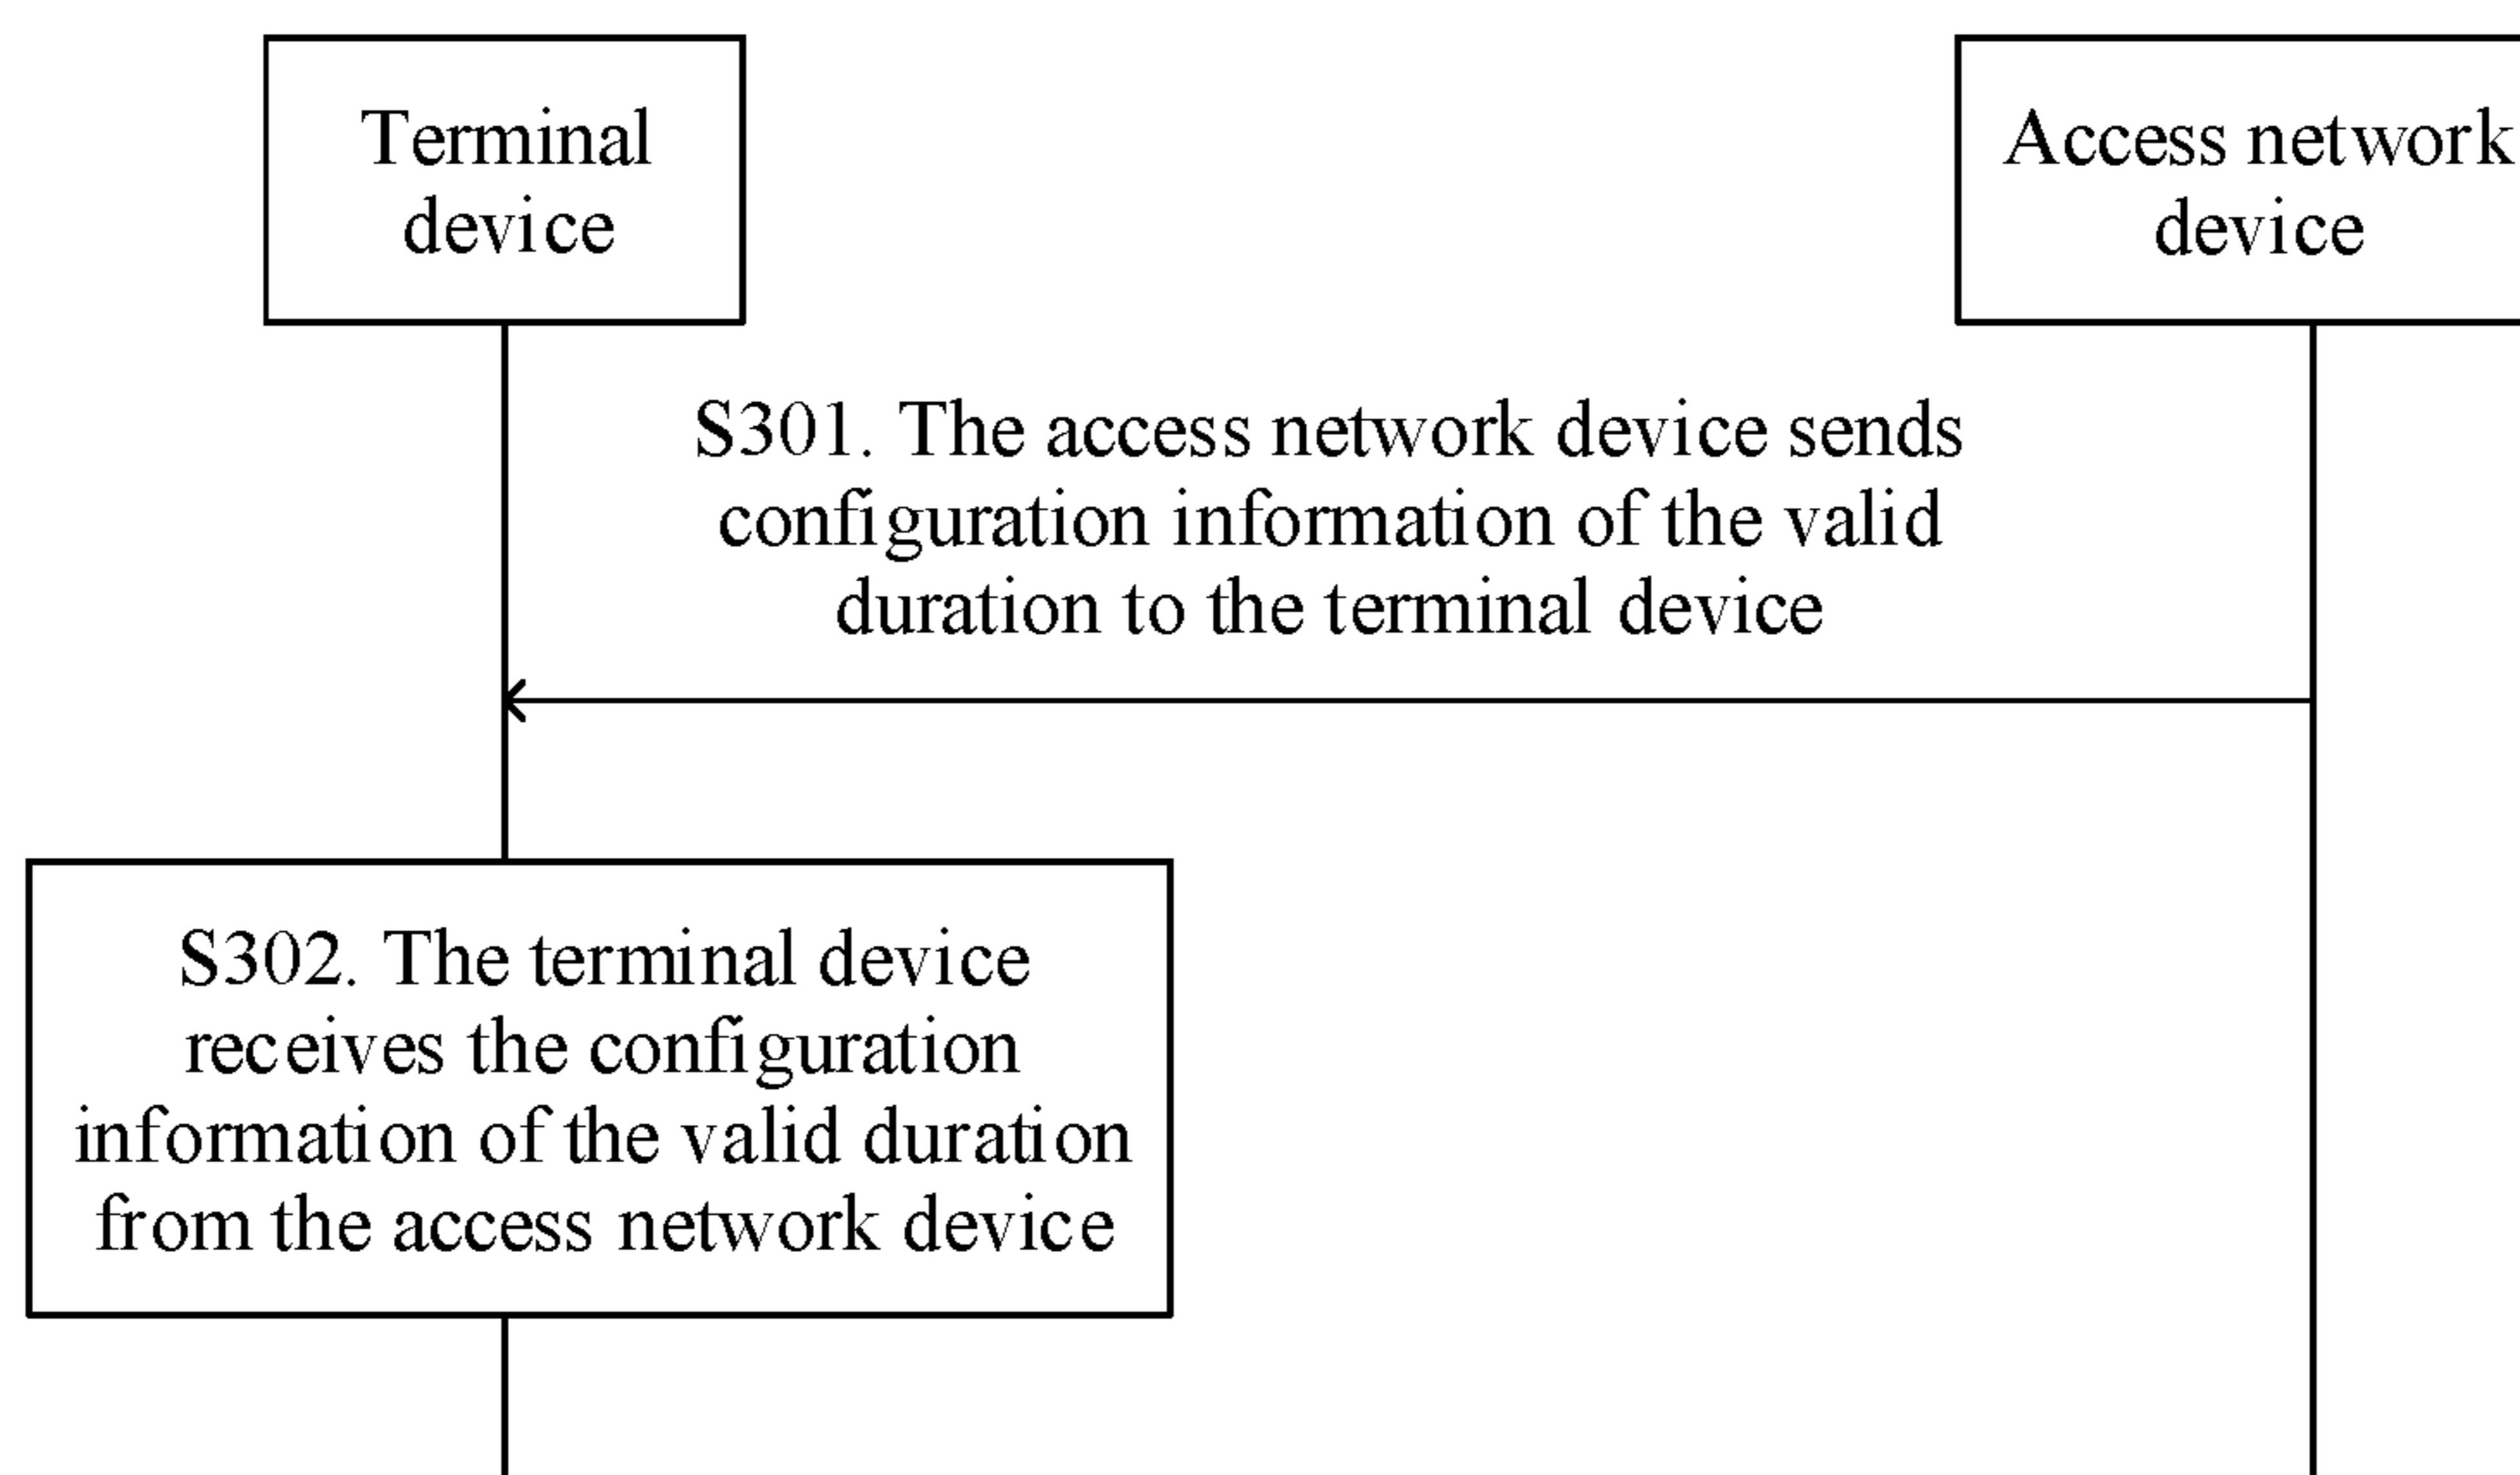 Terminal
device
Access network
device
S301. The access network device sends
configuration information of the valid
duration to the terminal device
S302. The terminal device
receives the configuration
information of the valid duration
from the access network device